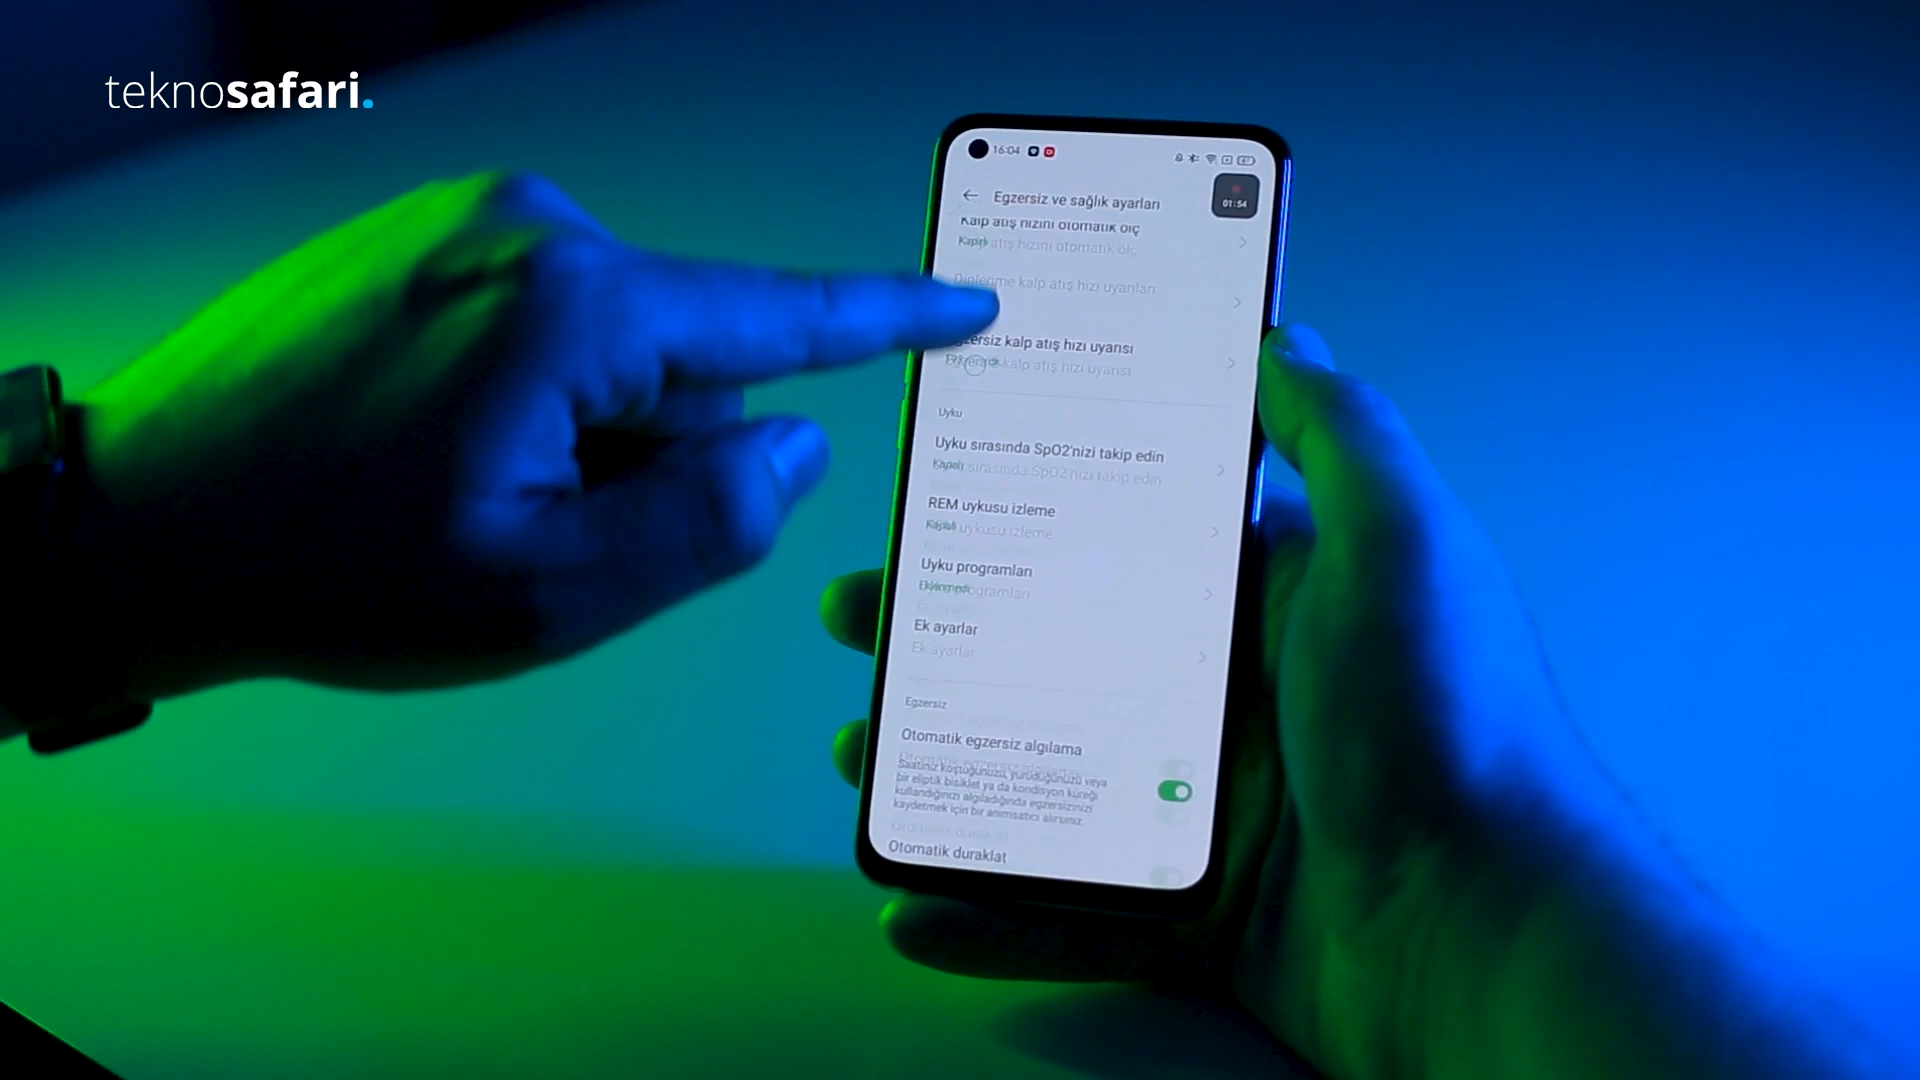 teknosafari.
16:04
Egzersiz ve sağlık ayarları
01:54
Kalp atış hızını otomatik ölç
Kapalı
Dinlenme kalp atış hızı uyarıları
Egzersiz kalp atış hızı uyarısı
Uyku
Uyku sırasında SpO2'nizi takip edin
Kapalı
REM uykusu izleme
Kapalı
Uyku programları
Eklenmedi
Ek ayarlar
Egzersiz
Otomatik egzersiz algılama
Saatiniz koştuğunuzu, yürüdüğünüzü veya
bir eliptik bisiklet ya da kondisyon küreği
kullandığınızı algıladığında egzersizinizi
kaydetmek için bir anımsatıcı alırsınız.
Otomatik duraklat